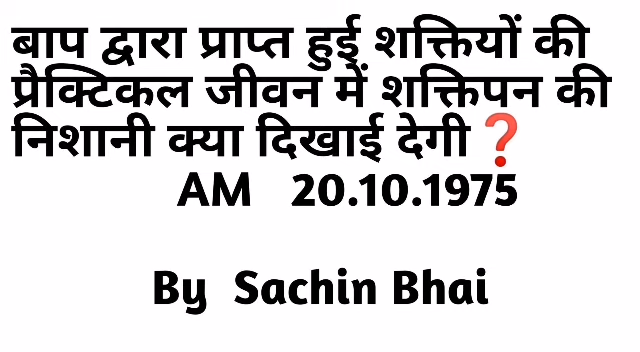 बाप द्वारा प्राप्त हुई शक्तियों की
प्रैक्टिकल जीवन में शक्तिपन की
निशानी क्या दिखाई देगी❓
AM 20.10.1975
By Sachin Bhai